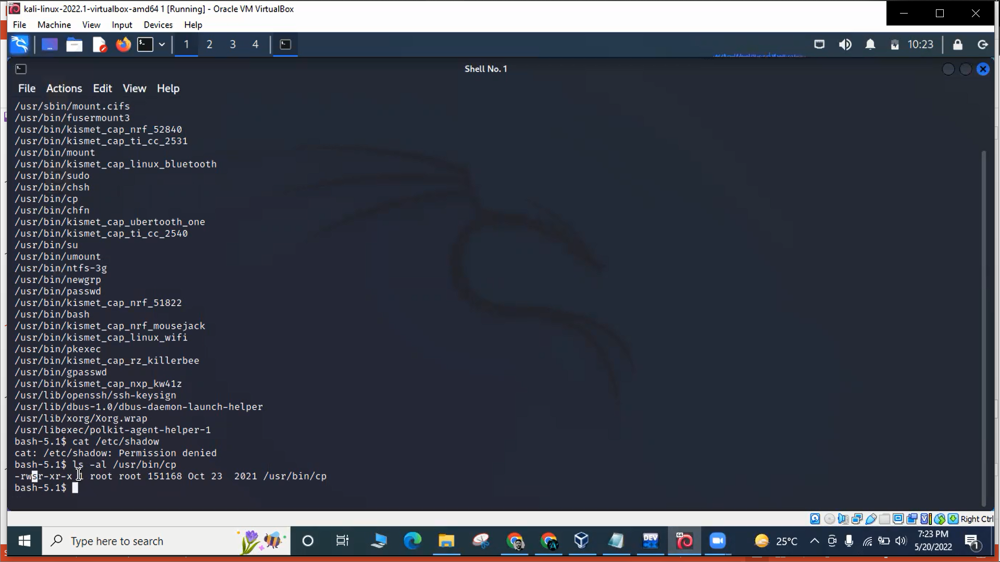 kali-linux-2022.1-virtualbox-amd64 1 [Running] - Oracle VM VirtualBox
File Machine View Input Devices Help
1 2 3 4 10:23
Shell No. 1
File Actions Edit View Help
/usr/sbin/mount.cifs
/usr/bin/fusermount3
/usr/bin/kismet_cap_nrf_52840
/usr/bin/kismet_cap_ti_cc_2531
/usr/bin/mount
/usr/bin/kismet_cap_linux_bluetooth
/usr/bin/sudo
/usr/bin/chsh
/usr/bin/cp
/usr/bin/chfn
/usr/bin/kismet_cap_ubertooth_one
/usr/bin/kismet_cap_ti_cc_2540
/usr/bin/su
/usr/bin/umount
/usr/bin/ntfs-3g
/usr/bin/newgrp
/usr/bin/passwd
/usr/bin/kismet_cap_nrf_51822
/usr/bin/bash
/usr/bin/kismet_cap_nrf_mousejack
/usr/bin/kismet_cap_linux_wifi
/usr/bin/pkexec
/usr/bin/kismet_cap_rz_killerbee
/usr/bin/gpasswd
/usr/bin/kismet_cap_nxp_kw41z
/usr/lib/openssh/ssh-keysign
/usr/lib/dbus-1.0/dbus-daemon-launch-helper
/usr/lib/xorg/Xorg.wrap
/usr/libexec/polkit-agent-helper-1
bash-5.1$ cat /etc/shadow
cat: /etc/shadow: Permission denied
bash-5.1$ ls -al /usr/bin/cp
-rwsr-xr-x 1 root root 151168 Oct 23  2021 /usr/bin/cp
bash-5.1$
Right Ctrl
Type here to search
DEV
25°C
7:23 PM
5/20/2022
1